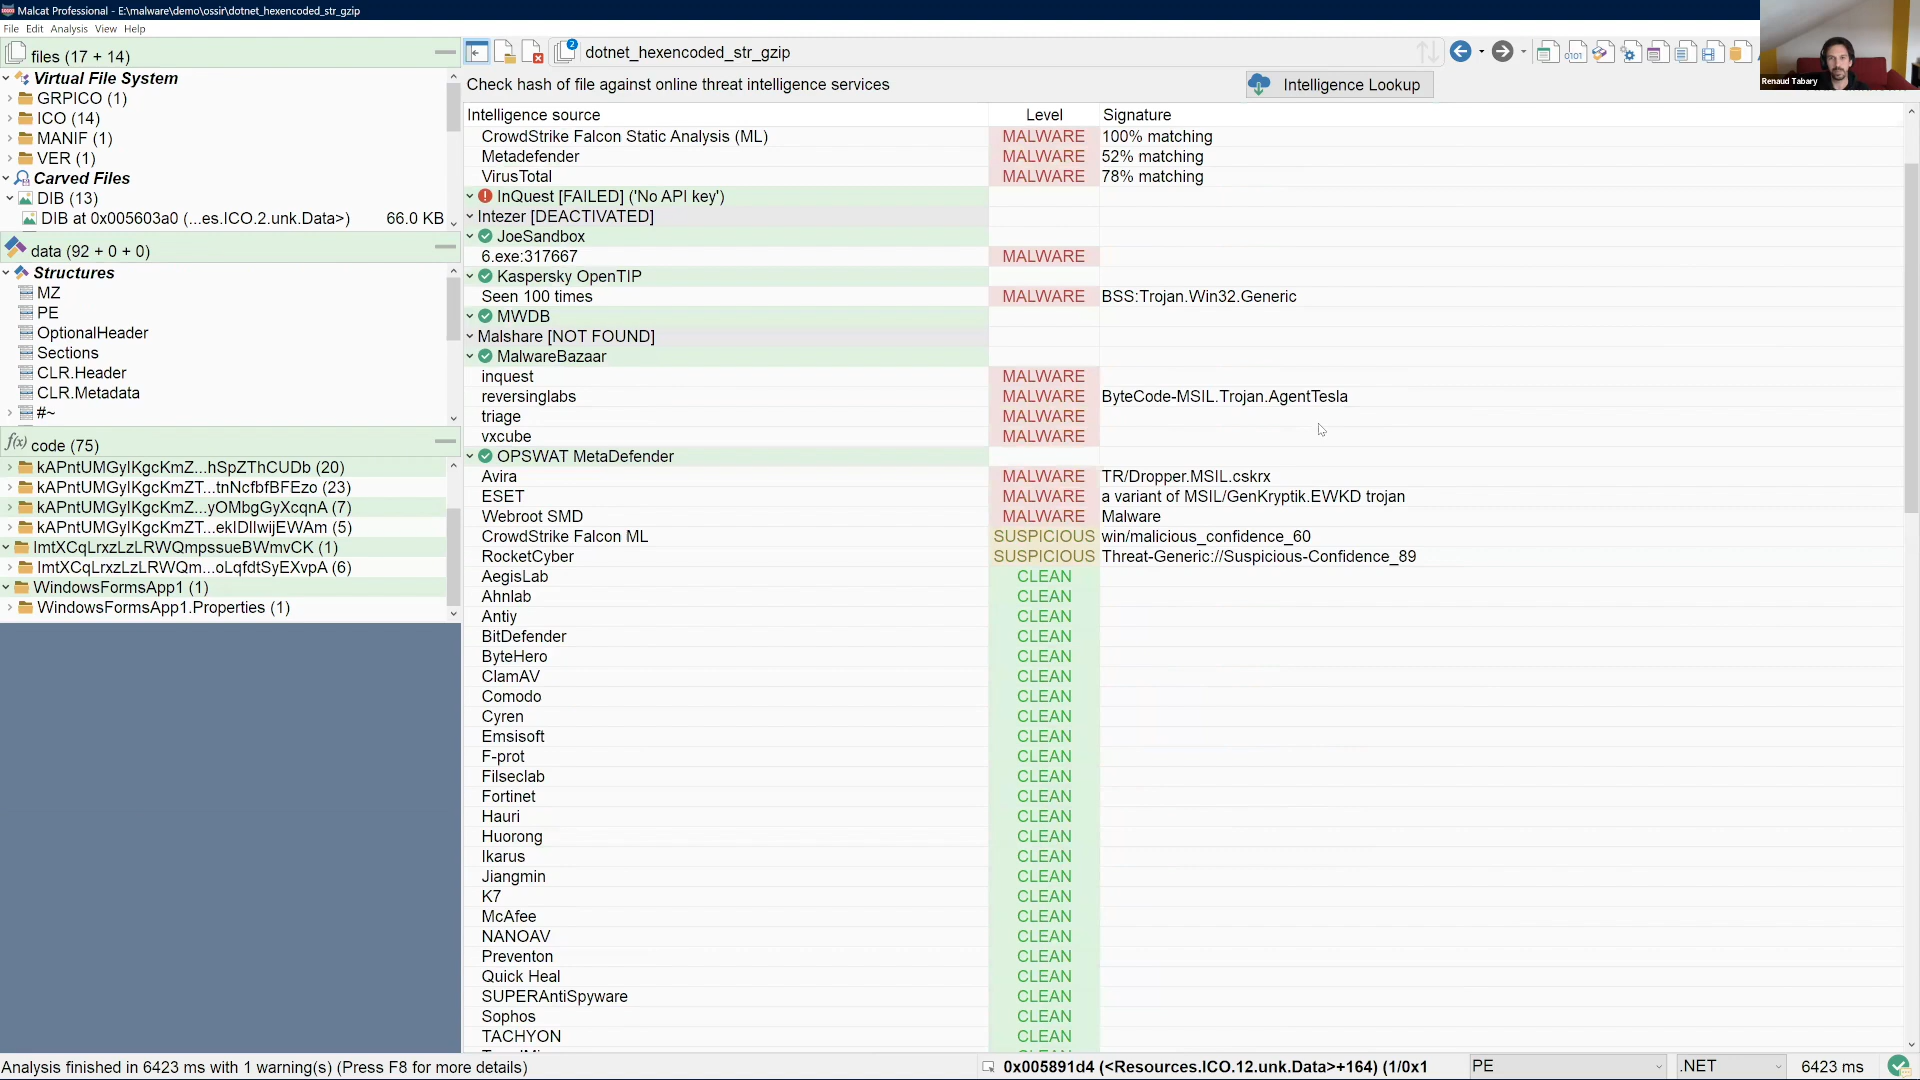 Malcat Professional - E:\malware\demo\ossir\dotnet_hexencoded_str_gzip
File Edit Analysis View Help
files (17 + 14)
Virtual File System
GRPICO (1)
ICO (14)
MANIF (1)
VER (1)
Carved Files
DIB (13)
DIB at 0x005603a0 (...es.ICO.2.unk.Data>) 66.0 KB
data (92 + 0 + 0)
Structures
MZ
PE
OptionalHeader
Sections
CLR.Header
CLR.Metadata
#~
f(x) code (75)
kAPntUMGylKgcKmZ...hSpZThCUDb (20)
kAPntUMGylKgcKmZT...tnNcfbfBFEzo (23)
kAPntUMGylKgcKmZ...yOMbgGyXcqnA (7)
kAPntUMGylKgcKmZT...ekIDIlwijEWAm (5)
ImtXCqLrxzLzLRWQmpssueBWmvCK (1)
ImtXCqLrxzLzLRWQm...oLqfdtSyEXvpA (6)
WindowsFormsApp1 (1)
WindowsFormsApp1.Properties (1)
2
dotnet_hexencoded_str_gzip
Renaud Tabary
Check hash of file against online threat intelligence services
Intelligence Lookup
Intelligence source Level Signature
CrowdStrike Falcon Static Analysis (ML) MALWARE 100% matching
Metadefender MALWARE 52% matching
VirusTotal MALWARE 78% matching
InQuest [FAILED] ('No API key')
Intezer [DEACTIVATED]
JoeSandbox
6.exe:317667 MALWARE
Kaspersky OpenTIP
Seen 100 times MALWARE BSS:Trojan.Win32.Generic
MWDB
Malshare [NOT FOUND]
MalwareBazaar
inquest MALWARE
reversinglabs MALWARE ByteCode-MSIL.Trojan.AgentTesla
triage MALWARE
vxcube MALWARE
OPSWAT MetaDefender
Avira MALWARE TR/Dropper.MSIL.cskrx
ESET MALWARE a variant of MSIL/GenKryptik.EWKD trojan
Webroot SMD MALWARE Malware
CrowdStrike Falcon ML SUSPICIOUS win/malicious_confidence_60
RocketCyber SUSPICIOUS Threat-Generic://Suspicious-Confidence_89
AegisLab CLEAN
Ahnlab CLEAN
Antiy CLEAN
BitDefender CLEAN
ByteHero CLEAN
ClamAV CLEAN
Comodo CLEAN
Cyren CLEAN
Emsisoft CLEAN
F-prot CLEAN
Filseclab CLEAN
Fortinet CLEAN
Hauri CLEAN
Huorong CLEAN
Ikarus CLEAN
Jiangmin CLEAN
K7 CLEAN
McAfee CLEAN
NANOAV CLEAN
Preventon CLEAN
Quick Heal CLEAN
SUPERAntiSpyware CLEAN
Sophos CLEAN
TACHYON CLEAN
Analysis finished in 6423 ms with 1 warning(s) (Press F8 for more details)
0x005891d4 (<Resources.ICO.12.unk.Data>+164) (1/0x1
PE
.NET
6423 ms